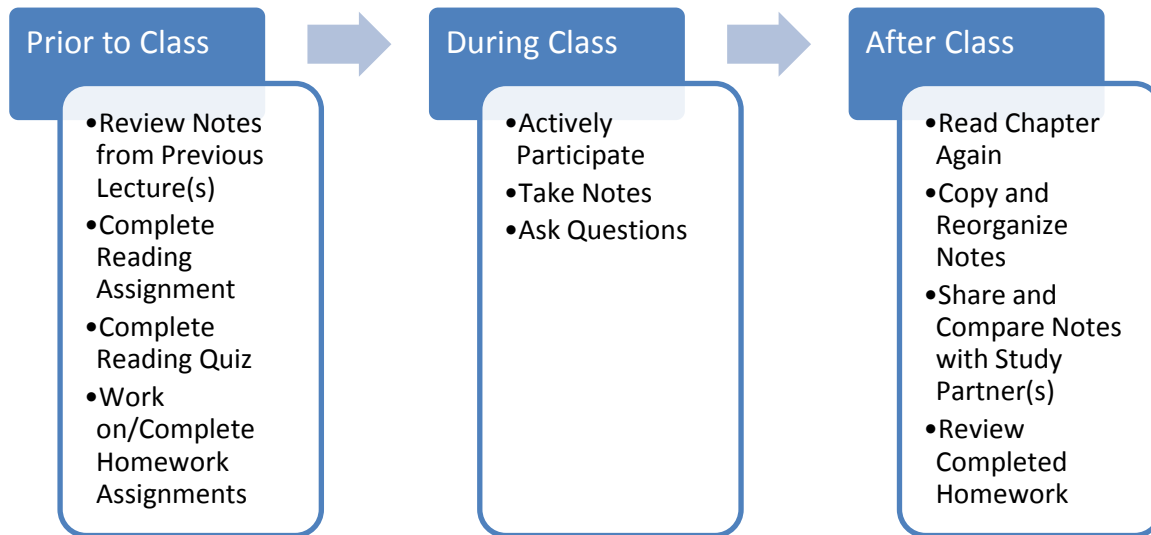 Prior to Class
•Review Notes
from Previous
Lecture(s)
•Complete
Reading
Assignment
•Complete
Reading Quiz
•Work
on/Complete
Homework
Assignments
During Class
•Actively
Participate
•Take Notes
•Ask Questions
After Class
•Read Chapter
Again
•Copy and
Reorganize
Notes
•Share and
Compare Notes
with Study
Partner(s)
•Review
Completed
Homework